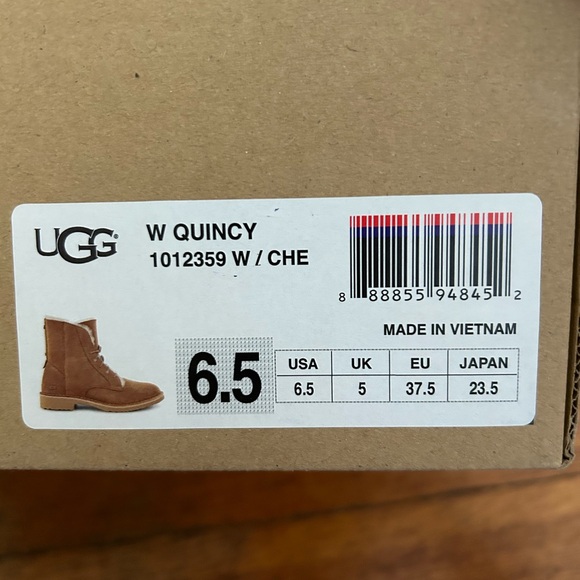 UGG®
W QUINCY
1012359 W / CHE
8 88855 94845 2
MADE IN VIETNAM
6.5
USA UK EU JAPAN
6.5 5 37.5 23.5